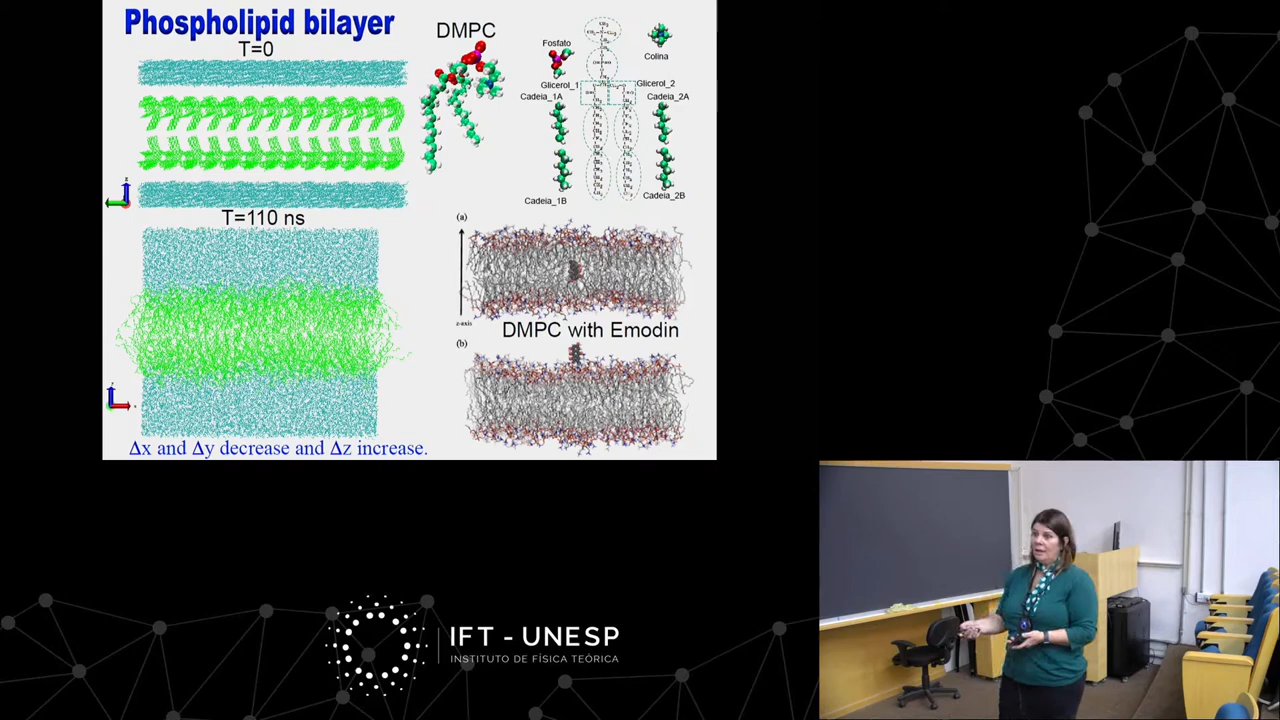 Phospholipid bilayer
T=0
DMPC
Fosfato
Colina
Glicerol_1
Glicerol_2
Cadeia_1A
Cadeia_2A
Cadeia_1B
Cadeia_2B
T=110 ns
(a)
z-axis
DMPC with Emodin
(b)
Δx and Δy decrease and Δz increase.
IFT - UNESP
INSTITUTO DE FÍSICA TEÓRICA